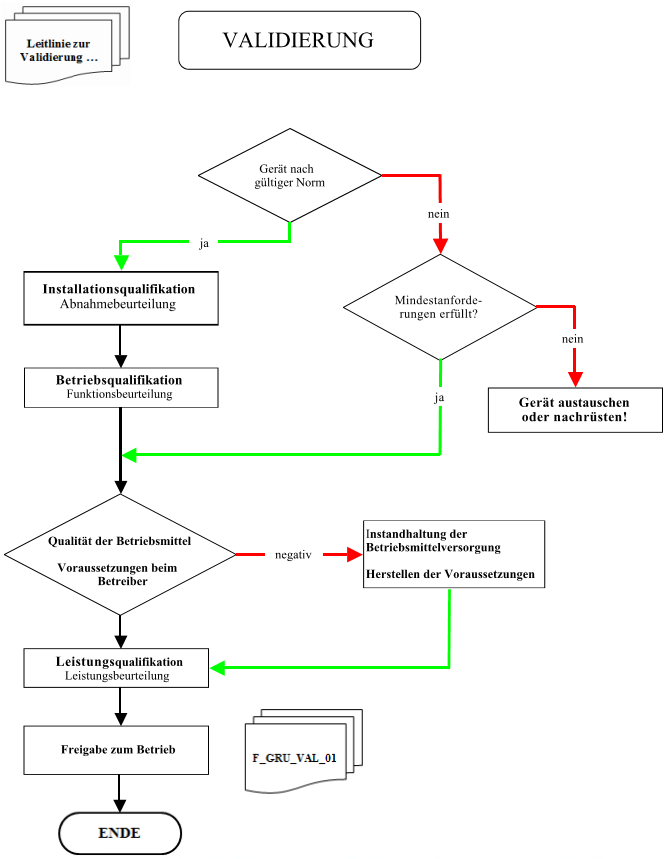 Leitlinie zur
Validierung ...
VALIDIERUNG
Gerät nach
gültiger Norm
nein
ja
Installationsqualifikation
Abnahmebeurteilung
Mindestanforde-
rungen erfüllt?
nein
Betriebsqualifikation
Funktionsbeurteilung
ja
Gerät austauschen
oder nachrüsten!
Qualität der Betriebsmittel
Voraussetzungen beim
Betreiber
negativ
Instandhaltung der
Betriebsmittelversorgung
Herstellen der Voraussetzungen
Leistungsqualifikation
Leistungsbeurteilung
Freigabe zum Betrieb
F_GRU_VAL_01
ENDE